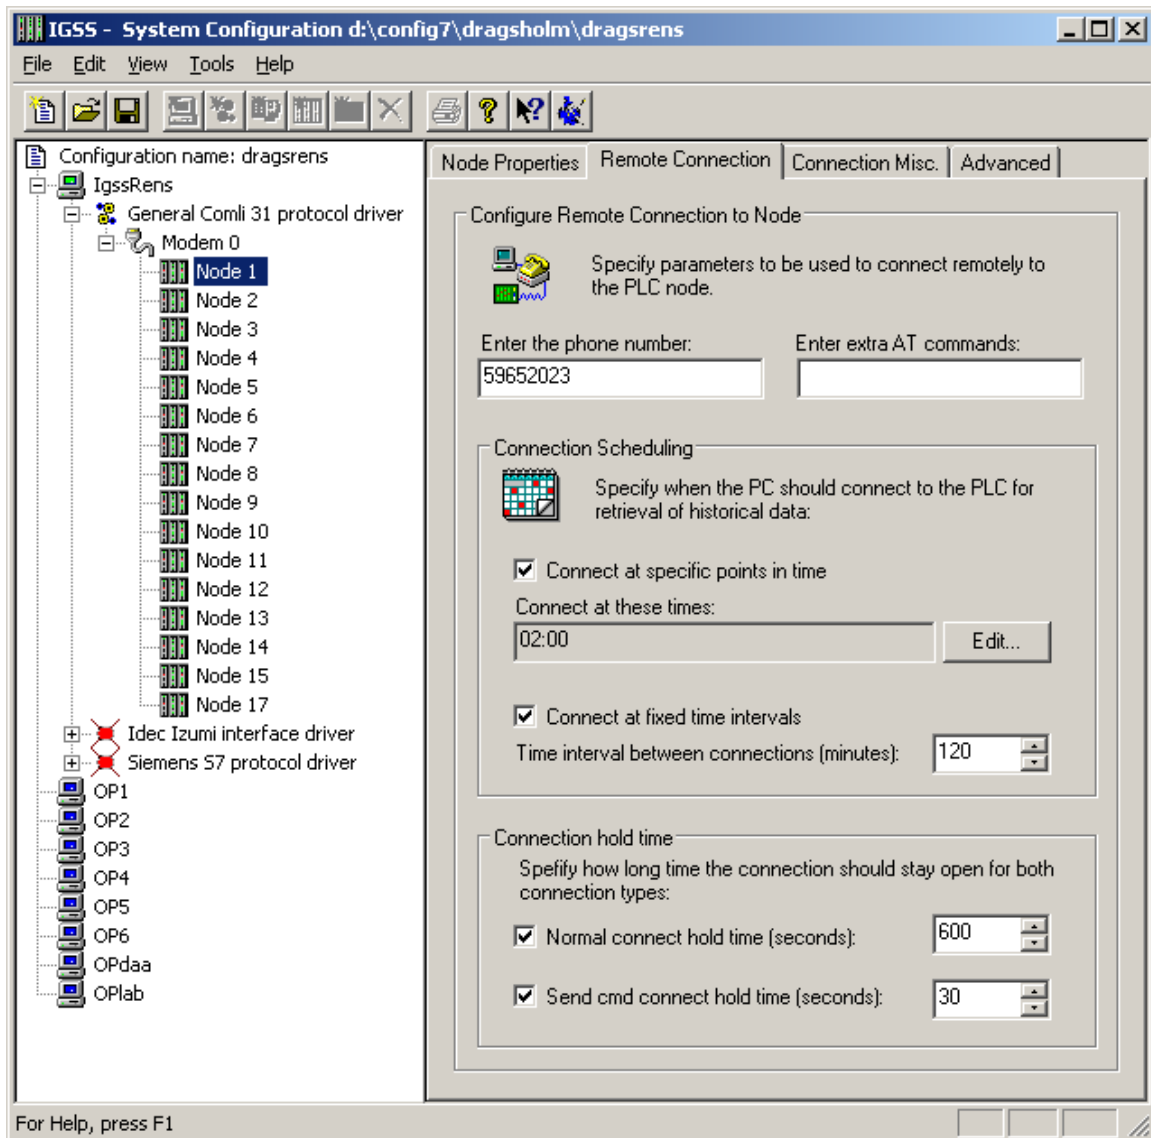 IGSS - System Configuration d:\config7\dragsholm\dragsrens
File Edit View Tools Help
Configuration name: dragsrens
IgssRens
General Comli 31 protocol driver
Modem 0
Node 1
Node 2
Node 3
Node 4
Node 5
Node 6
Node 7
Node 8
Node 9
Node 10
Node 11
Node 12
Node 13
Node 14
Node 15
Node 17
Idec Izumi interface driver
Siemens S7 protocol driver
OP1
OP2
OP3
OP4
OP5
OP6
OPdaa
OPlab
Node Properties Remote Connection Connection Misc. Advanced
Configure Remote Connection to Node
Specify parameters to be used to connect remotely to
the PLC node.
Enter the phone number: Enter extra AT commands:
59652023
Connection Scheduling
Specify when the PC should connect to the PLC for
retrieval of historical data:
Connect at specific points in time
Connect at these times:
02:00 Edit...
Connect at fixed time intervals
Time interval between connections (minutes): 120
Connection hold time
Spefify how long time the connection should stay open for both
connection types:
Normal connect hold time (seconds): 600
Send cmd connect hold time (seconds): 30
For Help, press F1